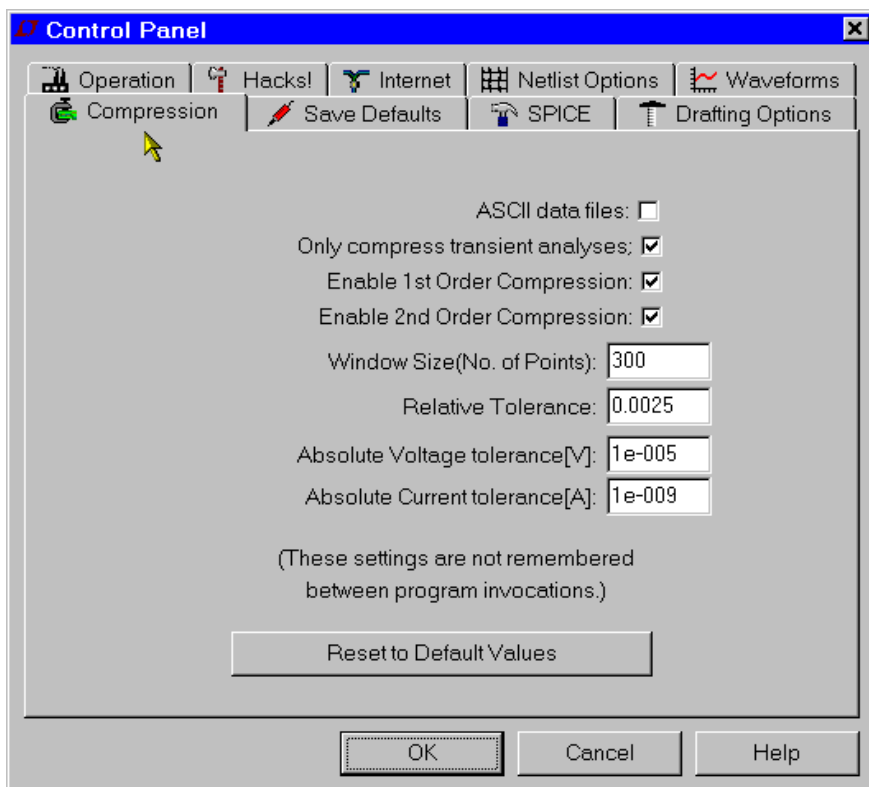 Control Panel
Operation
Hacks!
Internet
Netlist Options
Waveforms
Compression
Save Defaults
SPICE
Drafting Options
ASCII data files:
Only compress transient analyses;
Enable 1st Order Compression:
Enable 2nd Order Compression:
Window Size(No. of Points): 300
Relative Tolerance: 0.0025
Absolute Voltage tolerance[V]: 1e-005
Absolute Current tolerance[A]: 1e-009
(These settings are not remembered
between program invocations.)
Reset to Default Values
OK
Cancel
Help